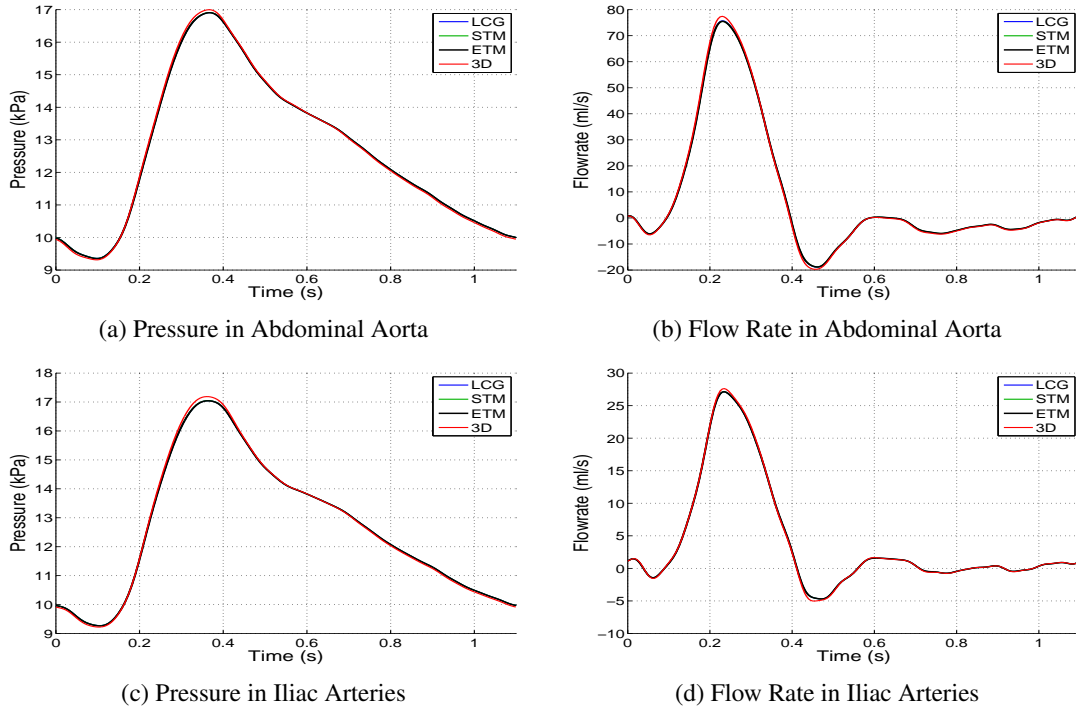 17
16
15
14
13
12
11
10
9
Pressure (kPa)
0
0.2
0.4
0.6
0.8
1
Time (s)
LCG
STM
ETM
3D
(a) Pressure in Abdominal Aorta
80
70
60
50
40
30
20
10
0
−10
−20
Flowrate (ml/s)
0
0.2
0.4
0.6
0.8
1
Time (s)
LCG
STM
ETM
3D
(b) Flow Rate in Abdominal Aorta
18
17
16
15
14
13
12
11
10
9
Pressure (kPa)
0
0.2
0.4
0.6
0.8
1
Time (s)
LCG
STM
ETM
3D
(c) Pressure in Iliac Arteries
30
25
20
15
10
5
0
−5
−10
Flowrate (ml/s)
0
0.2
0.4
0.6
0.8
1
Time (s)
LCG
STM
ETM
3D
(d) Flow Rate in Iliac Arteries